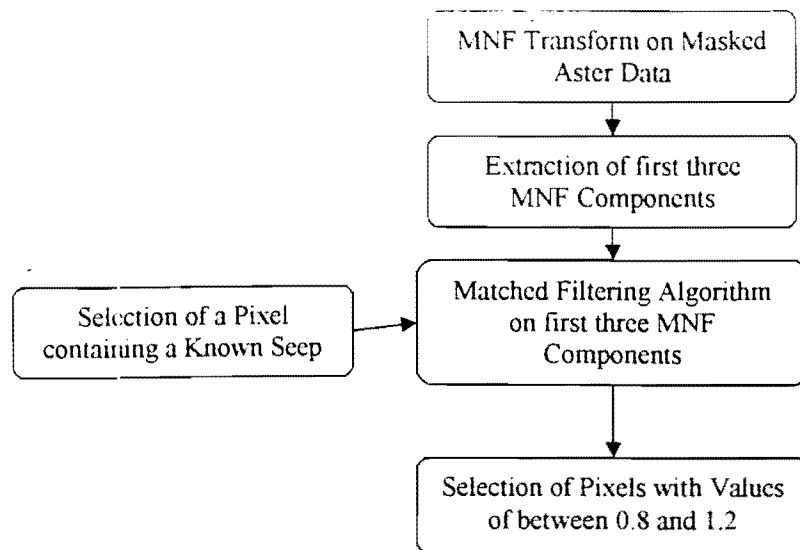 MNF Transform on Masked
Aster Data
Extraction of first three
MNF Components
Matched Filtering Algorithm
on first three MNF
Components
Selection of a Pixel
containing a Known Seep
Selection of Pixels with Values
of between 0.8 and 1.2